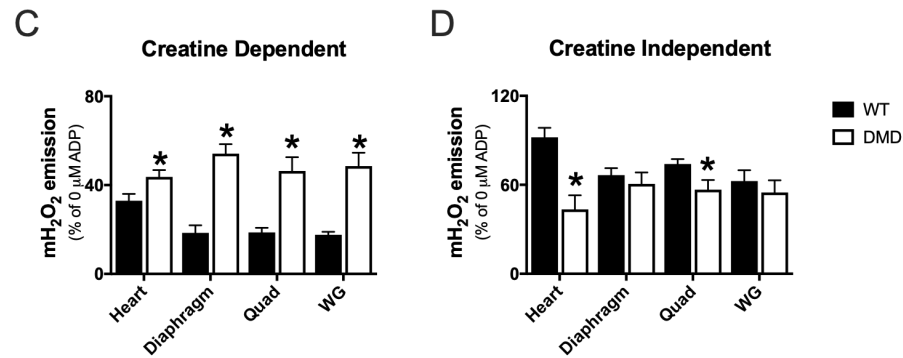 C
Creatine Dependent
mH₂O₂ emission
(% of 0 μM ADP)
80
40
0
*
*
*
*
Heart
Diaphragm
Quad
WG
D
Creatine Independent
mH₂O₂ emission
(% of 0 μM ADP)
120
60
0
*
*
Heart
Diaphragm
Quad
WG
WT
DMD